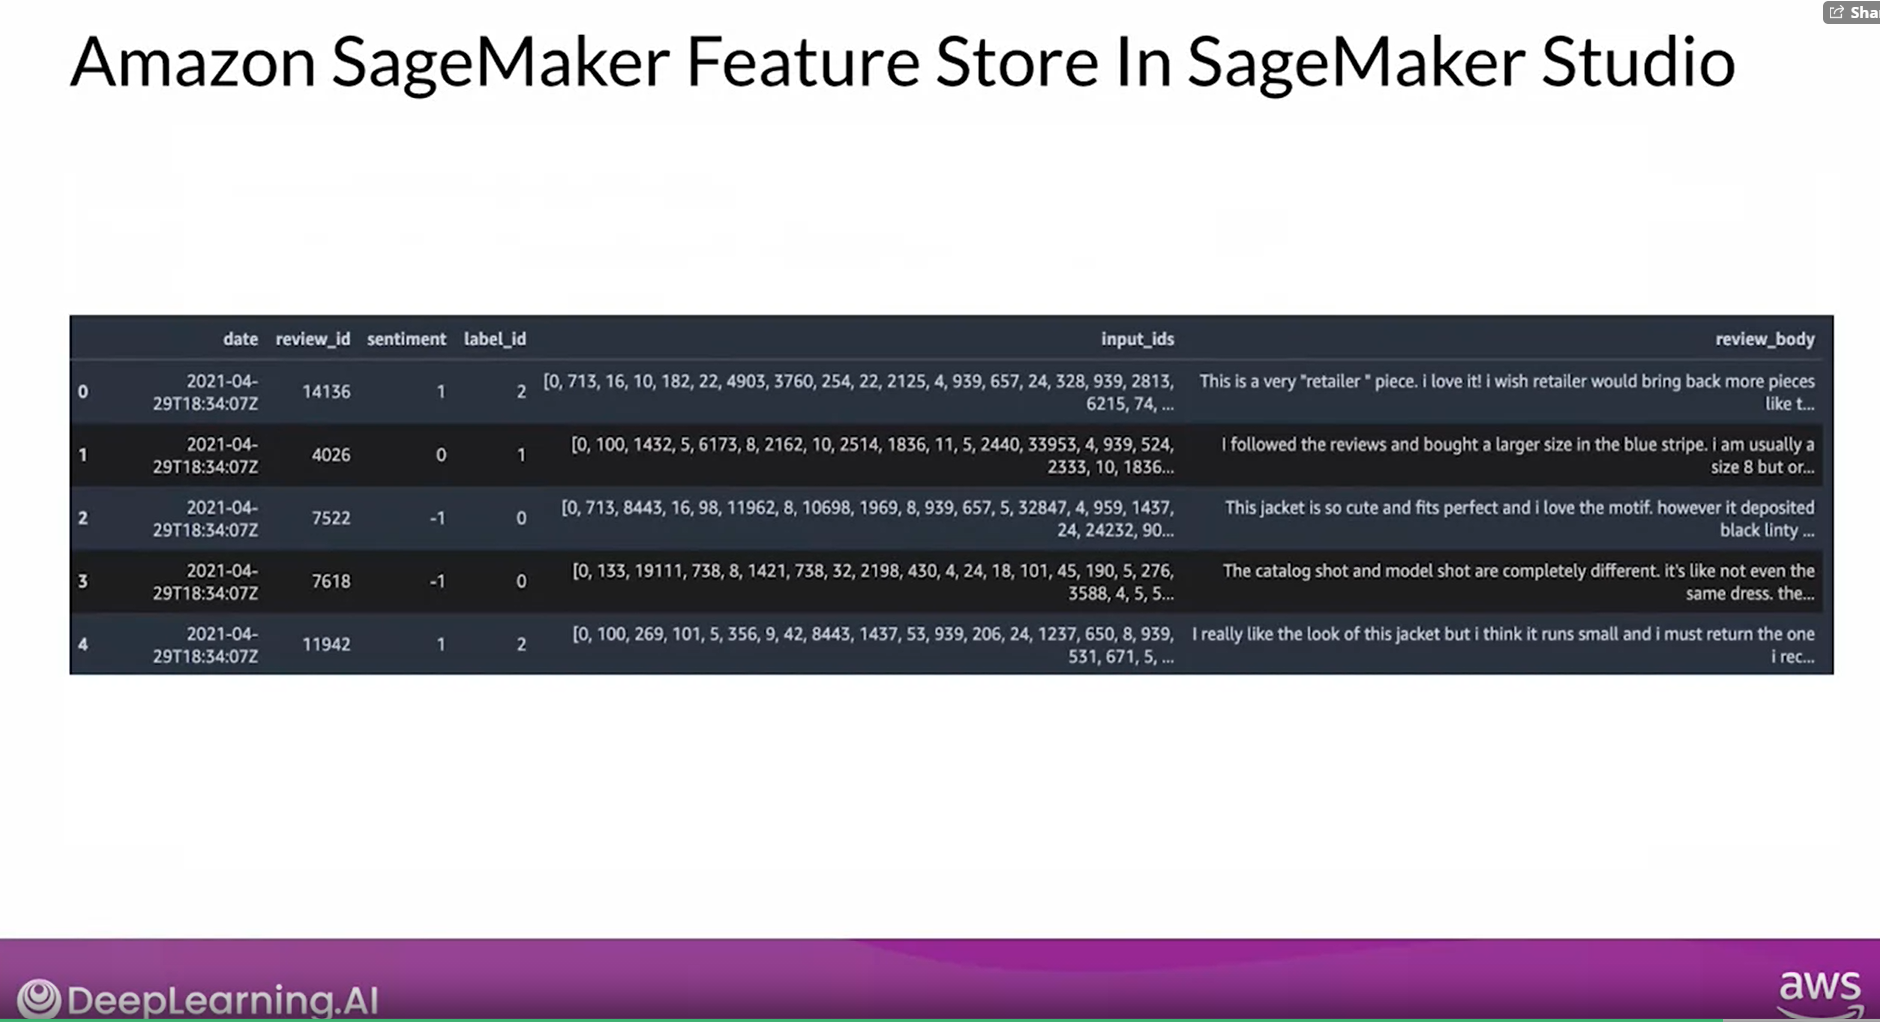 Share
Amazon SageMaker Feature Store In SageMaker Studio
date review_id sentiment label_id input_ids review_body
0 2021-04-29T18:34:07Z 14136 1 2 [0, 713, 16, 10, 182, 22, 4903, 3760, 254, 22, 2125, 4, 939, 657, 24, 328, 939, 2813, 6215, 74, ... This is a very "retailer " piece. i love it! i wish retailer would bring back more pieces like t...
1 2021-04-29T18:34:07Z 4026 0 1 [0, 100, 1432, 5, 6173, 8, 2162, 10, 2514, 1836, 11, 5, 2440, 33953, 4, 939, 524, 2333, 10, 1836... I followed the reviews and bought a larger size in the blue stripe. i am usually a size 8 but or...
2 2021-04-29T18:34:07Z 7522 -1 0 [0, 713, 8443, 16, 98, 11962, 8, 10698, 1969, 8, 939, 657, 5, 32847, 4, 959, 1437, 24, 24232, 90... This jacket is so cute and fits perfect and i love the motif. however it deposited black linty ...
3 2021-04-29T18:34:07Z 7618 -1 0 [0, 133, 19111, 738, 8, 1421, 738, 32, 2198, 430, 4, 24, 18, 101, 45, 190, 5, 276, 3588, 4, 5, 5... The catalog shot and model shot are completely different. it's like not even the same dress. the...
4 2021-04-29T18:34:07Z 11942 1 2 [0, 100, 269, 101, 5, 356, 9, 42, 8443, 1437, 53, 939, 206, 24, 1237, 650, 8, 939, 531, 671, 5, ... I really like the look of this jacket but i think it runs small and i must return the one i rec...
DeepLearning.AI
aws